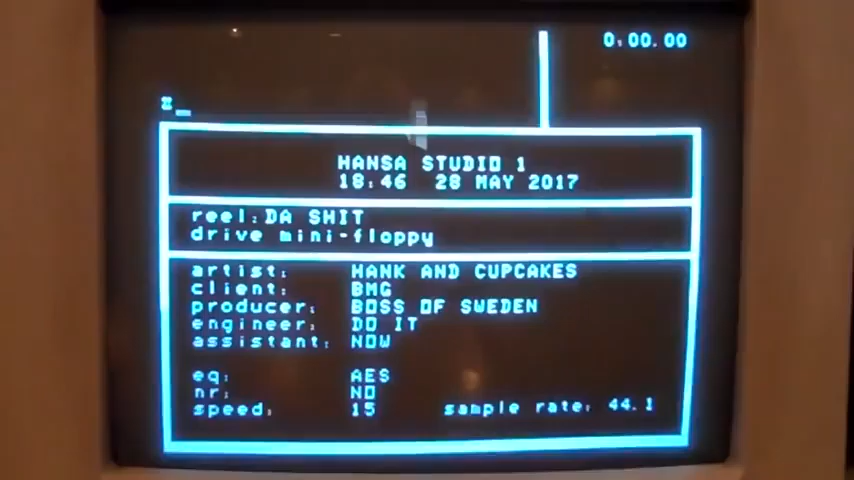 0:00.00
HANSA STUDIO 1
18:46 28 MAY 2017
reel:DA SHIT
drive mini-floppy
artist: HANK AND CUPCAKES
client: BMG
producer: BOSS OF SWEDEN
engineer: DO IT
assistant: NOW
eq: AES
nr: NO
speed: 15 sample rate: 44.1